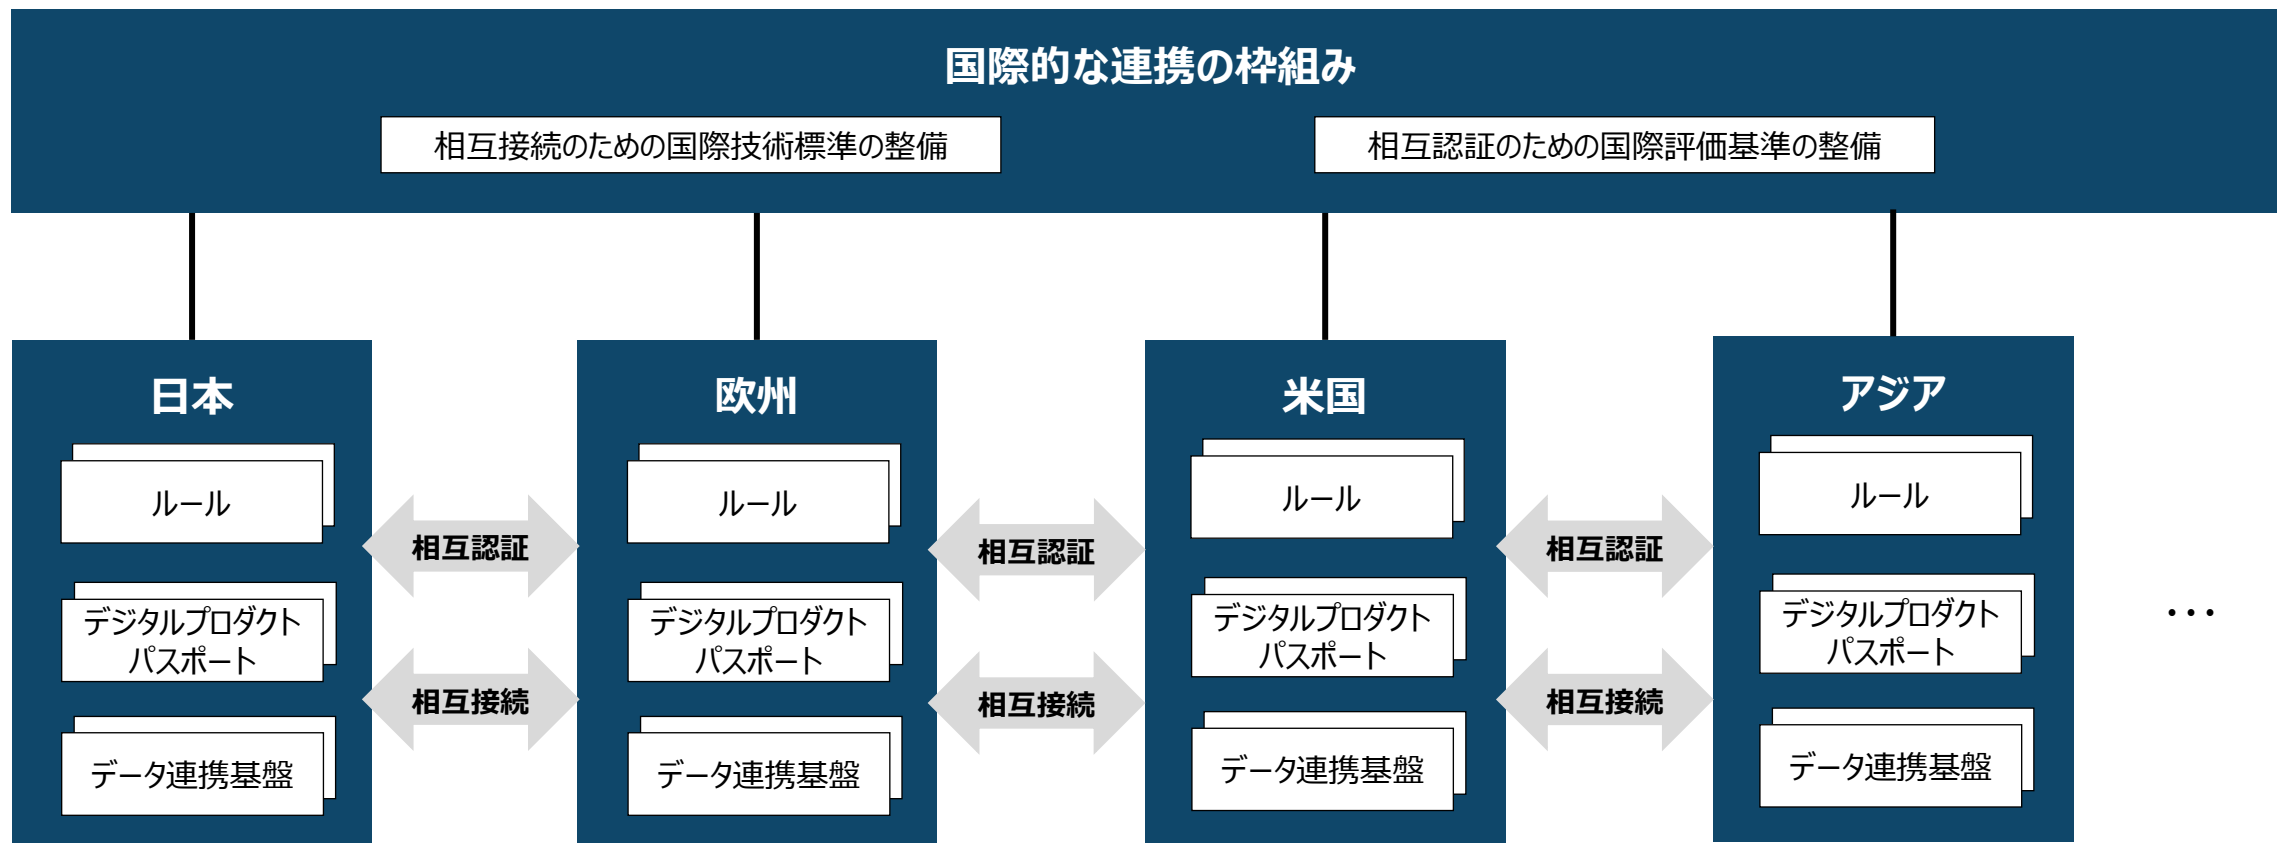 国際的な連携の枠組み
相互接続のための国際技術標準の整備
相互認証のための国際評価基準の整備
日本
ルール
デジタルプロダクト
パスポート
データ連携基盤
相互認証
相互接続
欧州
ルール
デジタルプロダクト
パスポート
データ連携基盤
相互認証
相互接続
米国
ルール
デジタルプロダクト
パスポート
データ連携基盤
相互認証
相互接続
アジア
ルール
デジタルプロダクト
パスポート
データ連携基盤
・・・